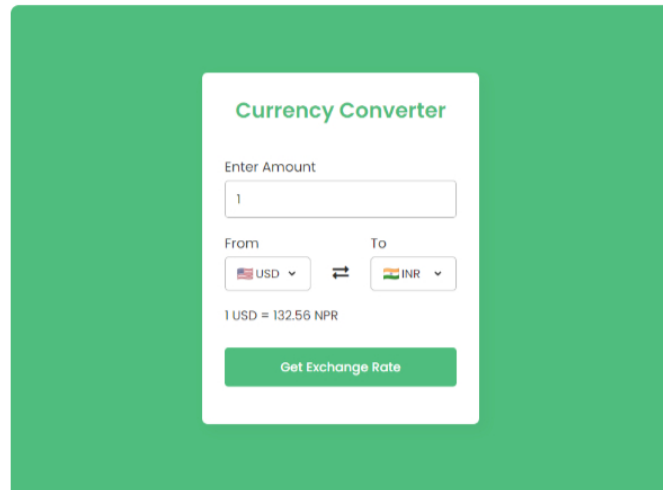 Currency Converter
Enter Amount
1
From To
USD INR
1 USD = 132.56 NPR
Get Exchange Rate